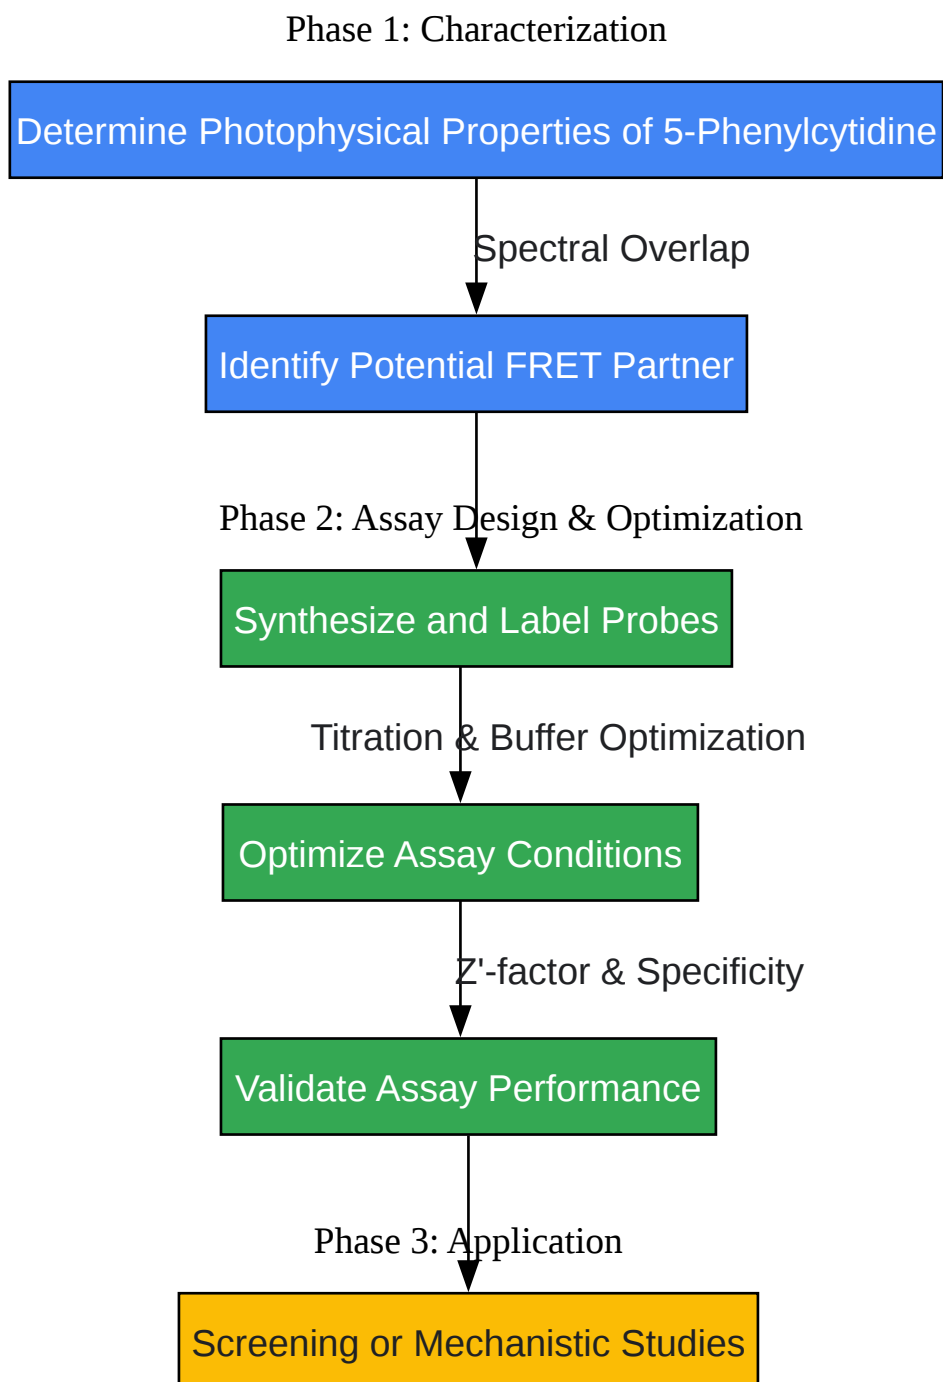 Phase 1: Characterization
Determine Photophysical Properties of 5-Phenylcytidine
Spectral Overlap
Identify Potential FRET Partner
Phase 2: Assay Design & Optimization
Synthesize and Label Probes
Titration & Buffer Optimization
Optimize Assay Conditions
Z'-factor & Specificity
Validate Assay Performance
Phase 3: Application
Screening or Mechanistic Studies